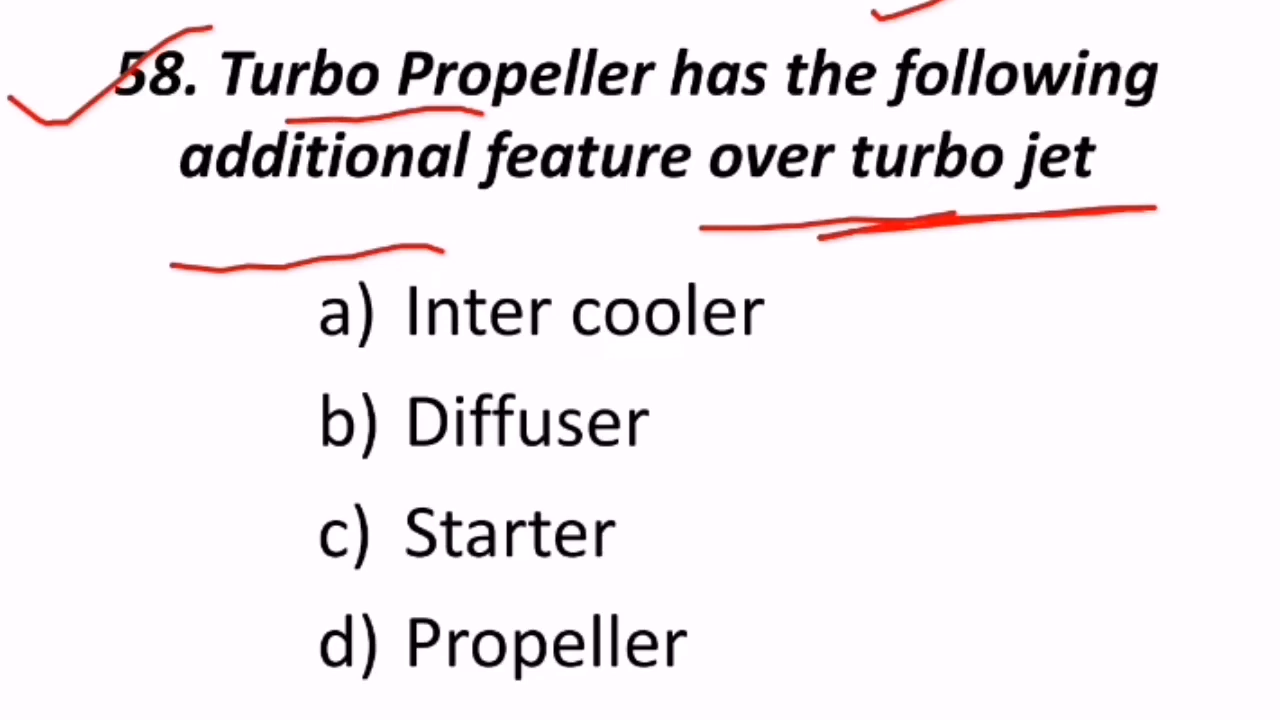 58. Turbo Propeller has the following
additional feature over turbo jet
a) Inter cooler
b) Diffuser
c) Starter
d) Propeller